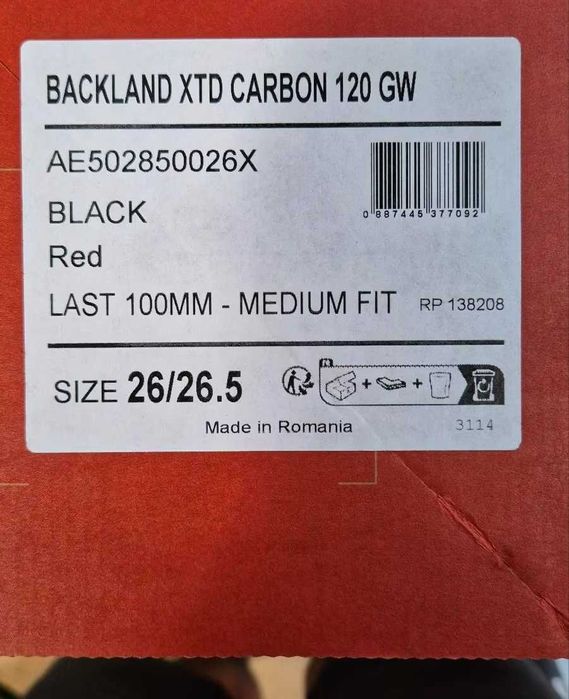 BACKLAND XTD CARBON 120 GW
AE502850026X
0 887445 377092
BLACK
Red
LAST 100MM - MEDIUM FIT RP 138208
SIZE 26/26.5
FR
Made in Romania 3114